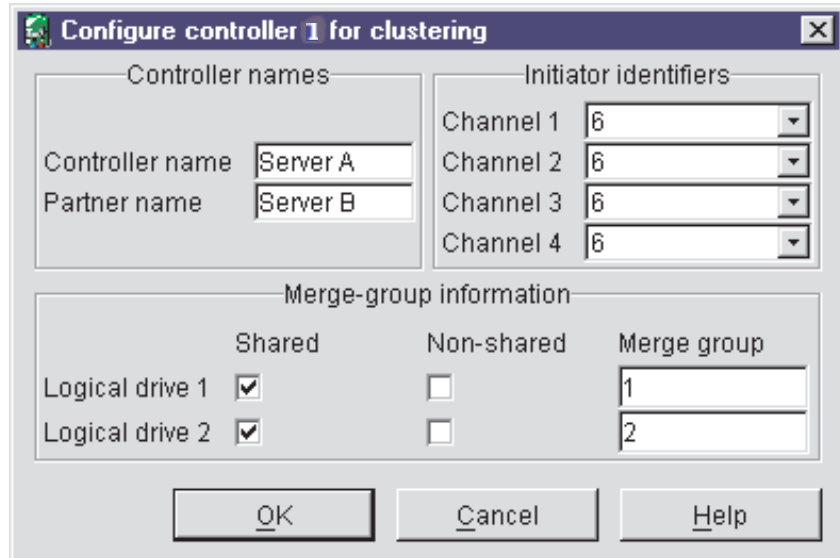 Configure controller 1 for clustering
Controller names
Controller name Server A
Partner name Server B
Initiator identifiers
Channel 1 6
Channel 2 6
Channel 3 6
Channel 4 6
Merge-group information
Shared Non-shared Merge group
Logical drive 1 1
Logical drive 2 2
OK Cancel Help